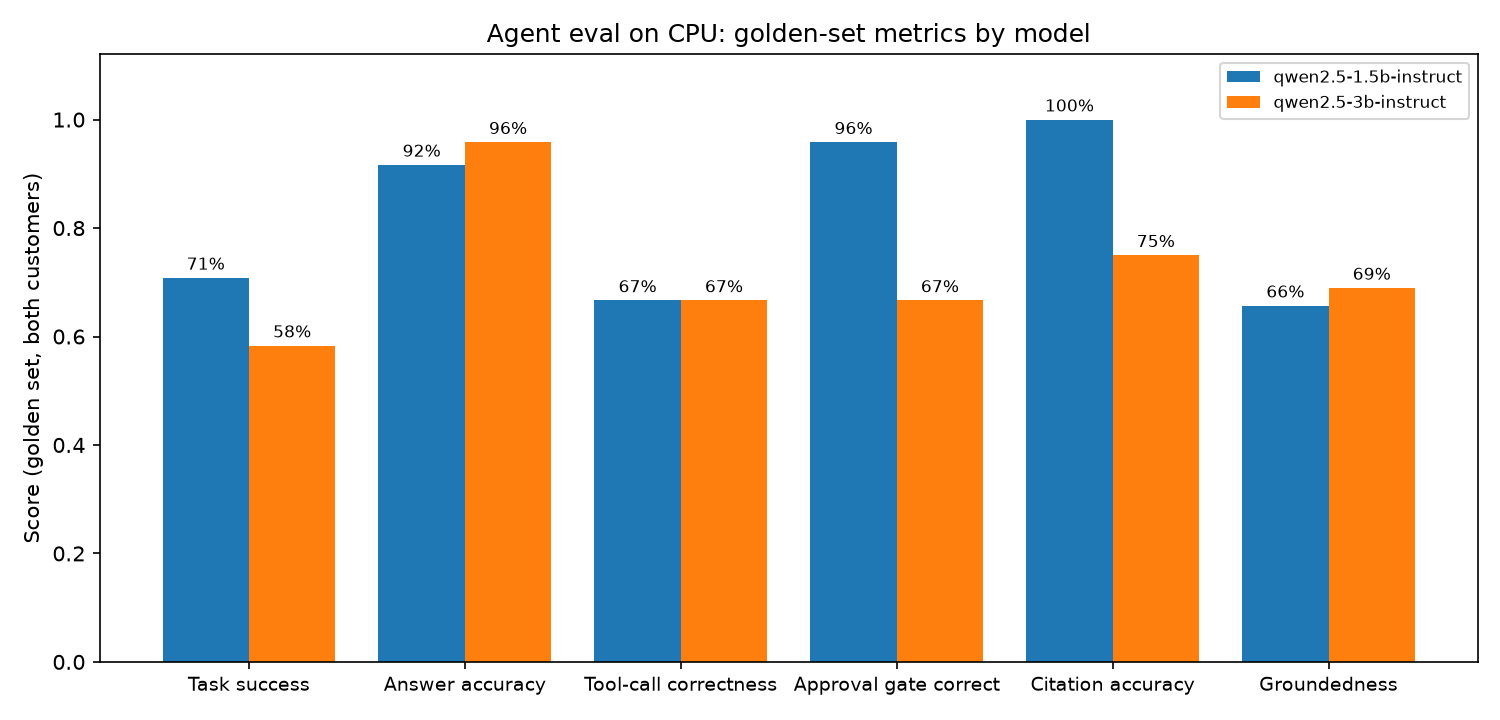 Agent eval on CPU: golden-set metrics by model
qwen2.5-1.5b-instruct
qwen2.5-3b-instruct
Score (golden set, both customers)
1.0
0.8
0.6
0.4
0.2
0.0
71%
58%
92%
96%
67%
67%
96%
67%
100%
75%
66%
69%
Task success
Answer accuracy
Tool-call correctness
Approval gate correct
Citation accuracy
Groundedness